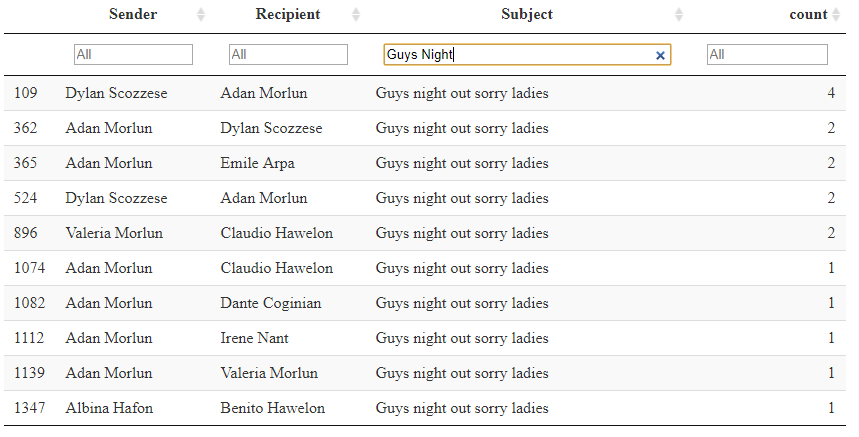 Sender Recipient Subject count
All All Guys Night × All
109 Dylan Scozzese Adan Morlun Guys night out sorry ladies 4
362 Adan Morlun Dylan Scozzese Guys night out sorry ladies 2
365 Adan Morlun Emile Arpa Guys night out sorry ladies 2
524 Dylan Scozzese Adan Morlun Guys night out sorry ladies 2
896 Valeria Morlun Claudio Hawelon Guys night out sorry ladies 2
1074 Adan Morlun Claudio Hawelon Guys night out sorry ladies 1
1082 Adan Morlun Dante Coginian Guys night out sorry ladies 1
1112 Adan Morlun Irene Nant Guys night out sorry ladies 1
1139 Adan Morlun Valeria Morlun Guys night out sorry ladies 1
1347 Albina Hafon Benito Hawelon Guys night out sorry ladies 1